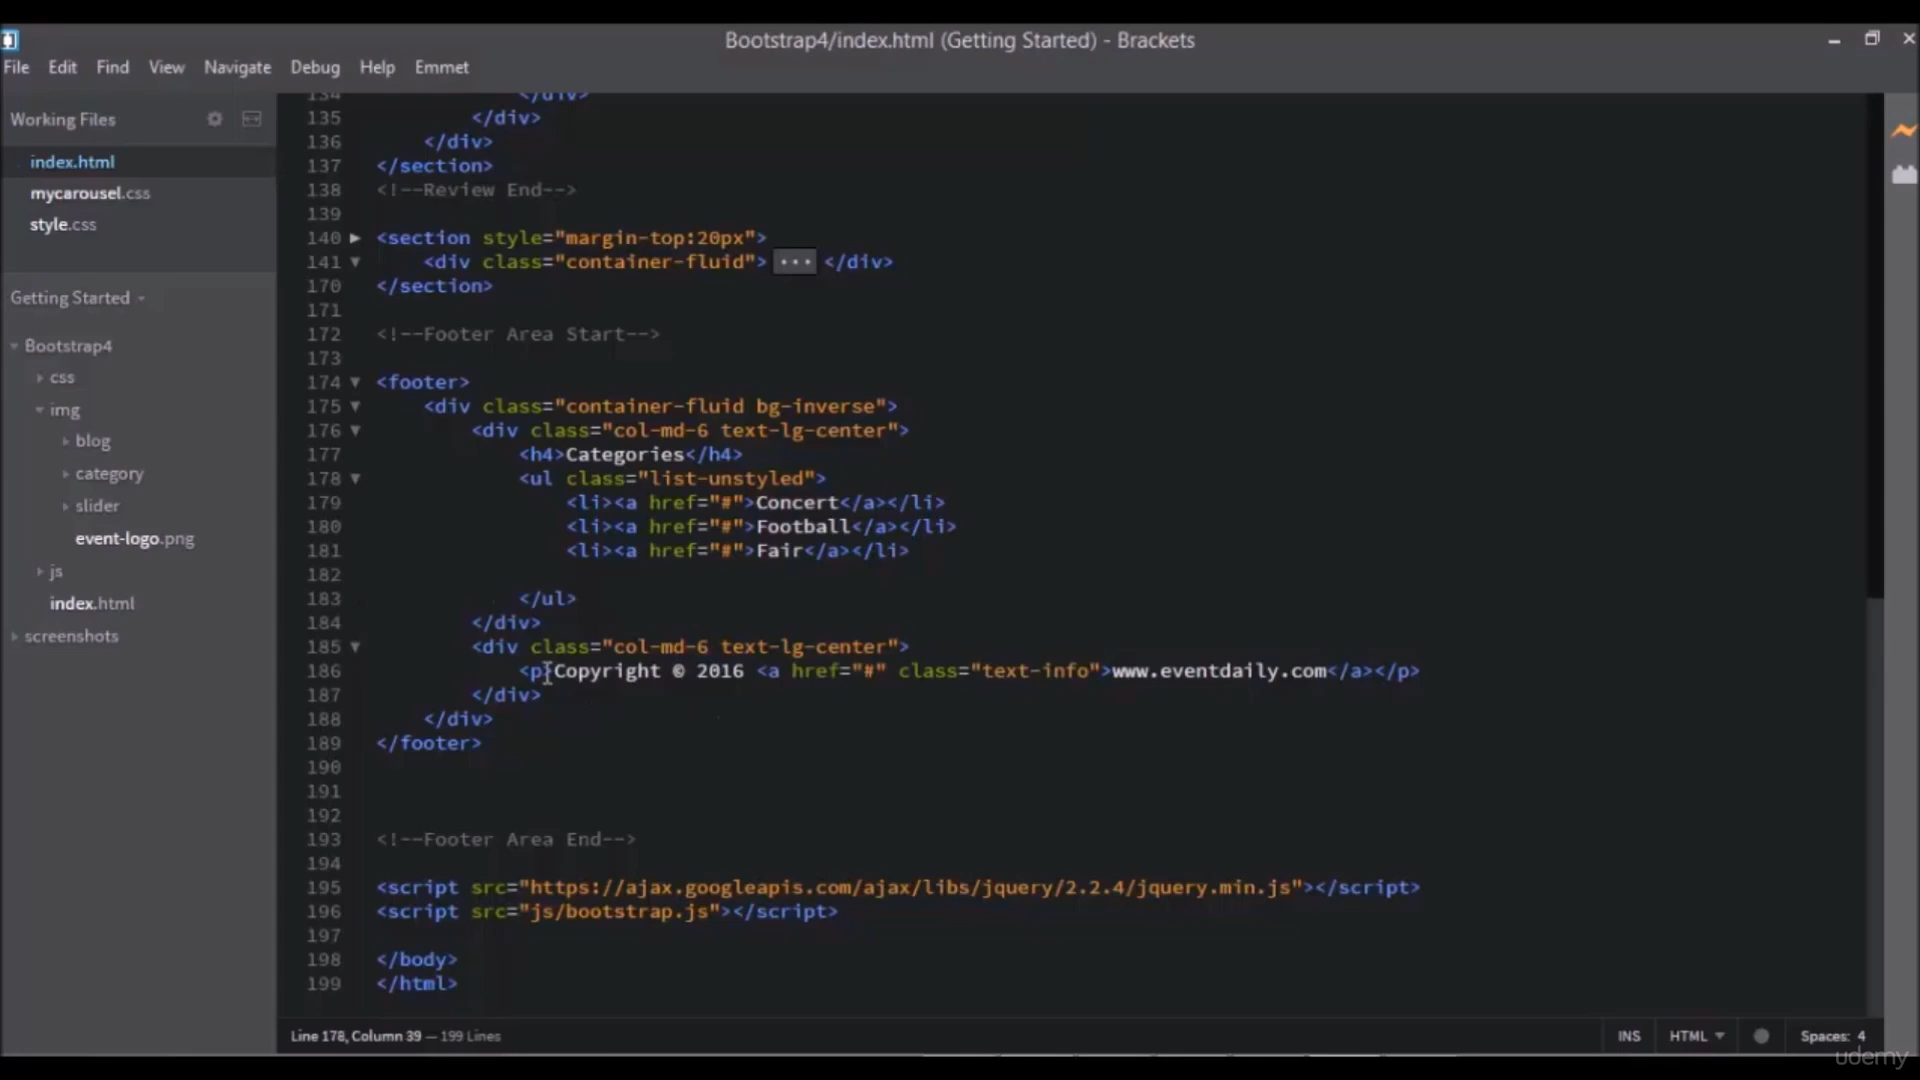 Bootstrap4/index.html (Getting Started) - Brackets
File Edit Find View Navigate Debug Help Emmet
Working Files
index.html
mycarousel.css
style.css
Getting Started
Bootstrap4
css
img
blog
category
slider
event-logo.png
js
index.html
screenshots
134 </div>
135 </div>
136 </div>
137 </section>
138 <!--Review End-->
139
140 <section style="margin-top:20px">
141 <div class="container-fluid"> ... </div>
170 </section>
171
172 <!--Footer Area Start-->
173
174 <footer>
175 <div class="container-fluid bg-inverse">
176 <div class="col-md-6 text-lg-center">
177 <h4>Categories</h4>
178 <ul class="list-unstyled">
179 <li><a href="#">Concert</a></li>
180 <li><a href="#">Football</a></li>
181 <li><a href="#">Fair</a></li>
182
183 </ul>
184 </div>
185 <div class="col-md-6 text-lg-center">
186 <p>Copyright © 2016 <a href="#" class="text-info">www.eventdaily.com</a></p>
187 </div>
188 </div>
189 </footer>
190
191
192
193 <!--Footer Area End-->
194
195 <script src="https://ajax.googleapis.com/ajax/libs/jquery/2.2.4/jquery.min.js"></script>
196 <script src="js/bootstrap.js"></script>
197
198 </body>
199 </html>
Line 178, Column 39 — 199 Lines
INS HTML Spaces: 4
udemy